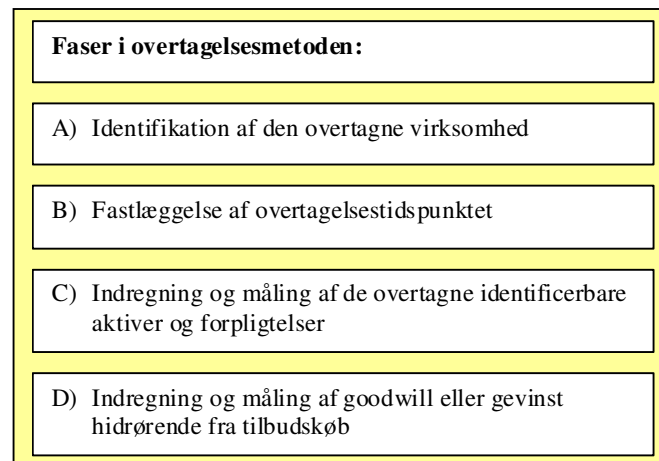 Faser i overtagelsesmetoden:
A) Identifikation af den overtagne virksomhed
B) Fastlæggelse af overtagelsestidspunktet
C) Indregning og måling af de overtagne identificerbare
aktiver og forpligtelser
D) Indregning og måling af goodwill eller gevinst
hidrørende fra tilbudskøb